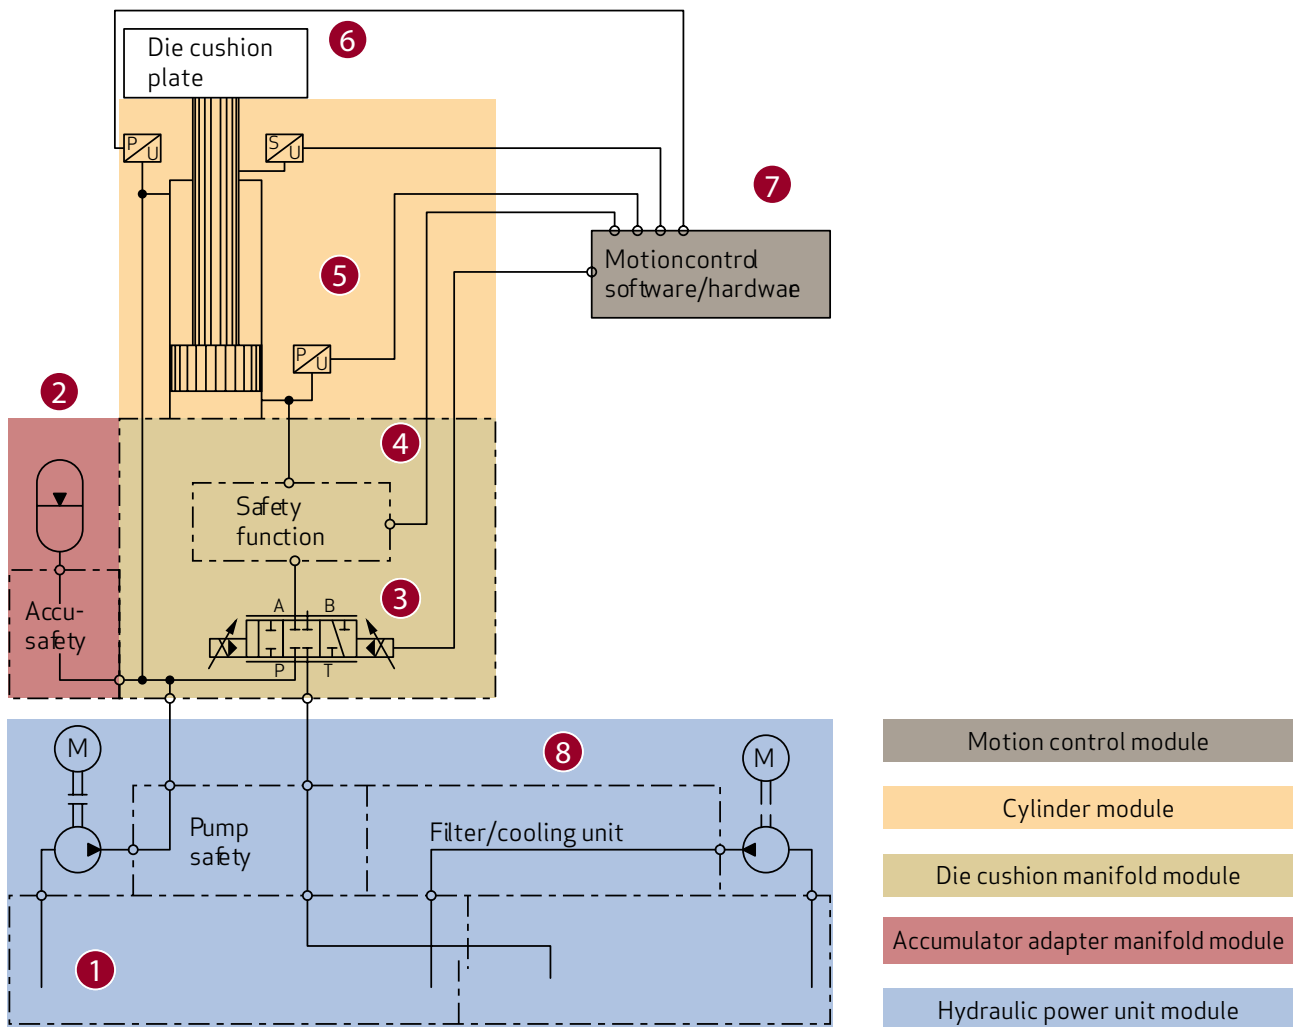 6
Die cushion
plate
P
U
S
U
7
5
Motioncontrol
software/hardware
P
U
2
4
Safety
function
3
A
B
Accu-
safety
P
T
M
8
M
Pump
safety
Filter/cooling unit
1
Motion control module
Cylinder module
Die cushion manifold module
Accumulator adapter manifold module
Hydraulic power unit module